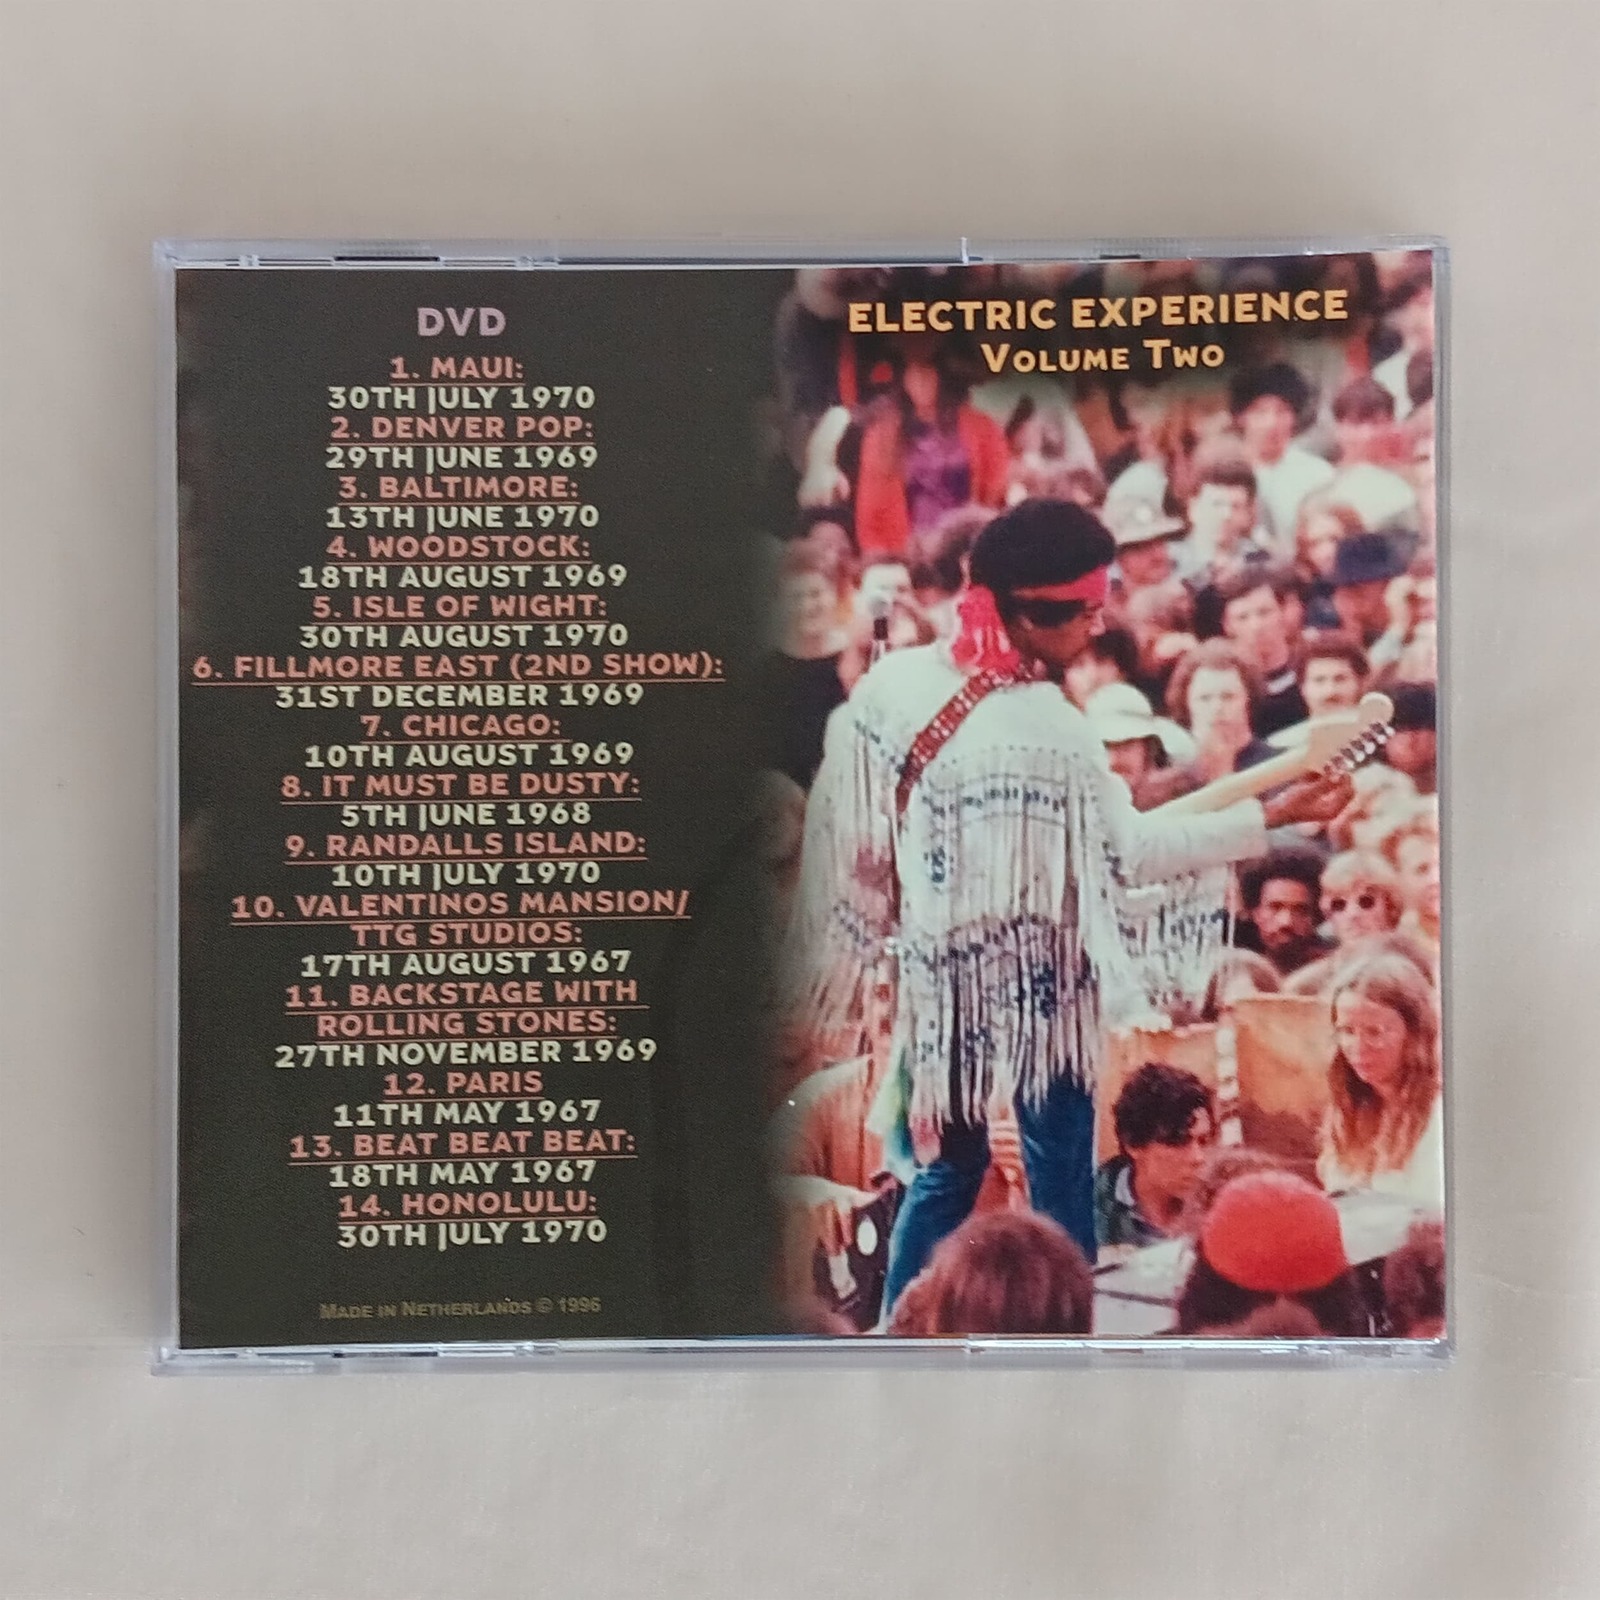 DVD
1. MAUI:
30TH JULY 1970
2. DENVER POP:
29TH JUNE 1969
3. BALTIMORE:
13TH JUNE 1970
4. WOODSTOCK:
18TH AUGUST 1969
5. ISLE OF WIGHT:
30TH AUGUST 1970
6. FILLMORE EAST (2ND SHOW):
31ST DECEMBER 1969
7. CHICAGO:
10TH AUGUST 1969
8. IT MUST BE DUSTY:
5TH JUNE 1968
9. RANDALLS ISLAND:
10TH JULY 1970
10. VALENTINOS MANSION/
TTG STUDIOS:
17TH AUGUST 1967
11. BACKSTAGE WITH
ROLLING STONES:
27TH NOVEMBER 1969
12. PARIS
11TH MAY 1967
13. BEAT BEAT BEAT:
18TH MAY 1967
14. HONOLULU:
30TH JULY 1970
MADE IN NETHERLANDS © 1996
ELECTRIC EXPERIENCE
VOLUME TWO